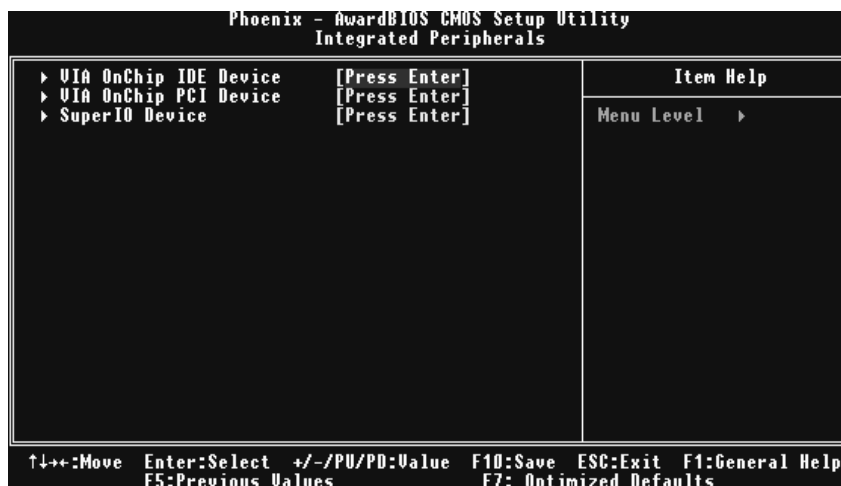 Phoenix - AwardBIOS CMOS Setup Utility
Integrated Peripherals
▶ VIA OnChip IDE Device [Press Enter]
▶ VIA OnChip PCI Device [Press Enter]
▶ SuperIO Device [Press Enter]
Item Help
Menu Level ▶
↑↓→←:Move Enter:Select +/-/PU/PD:Value F10:Save ESC:Exit F1:General Help
F5:Previous Values F7: Optimized Defaults